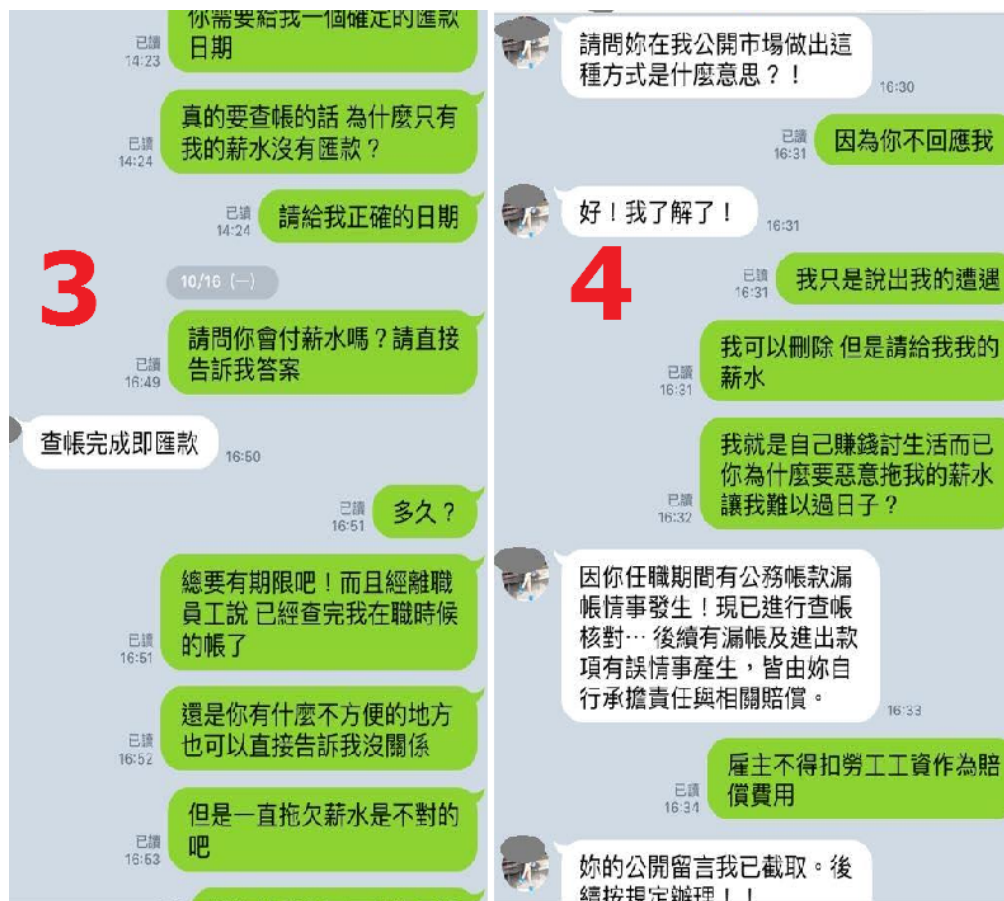 你需要給我一個確定的匯款
日期
已讀
14:23
真的要查帳的話 為什麼只有
我的薪水沒有匯款？
已讀
14:24
請給我正確的日期
已讀
14:24
3
10/16（一）
請問你會付薪水嗎？請直接
告訴我答案
已讀
16:49
查帳完成即匯款
16:50
多久？
已讀
16:51
總要有期限吧！而且經離職
員工說 已經查完我在職時候
的帳了
已讀
16:51
還是你有什麼不方便的地方
也可以直接告訴我沒關係
已讀
16:52
但是一直拖欠薪水是不對的
吧
已讀
16:53
請問妳在我公開市場做出這
種方式是什麼意思？！
16:30
因為你不回應我
已讀
16:31
好！我了解了！
16:31
4
我只是說出我的遭遇
已讀
16:31
我可以刪除 但是請給我我的
薪水
已讀
16:31
我就是自己賺錢討生活而已
你為什麼要惡意拖我的薪水
讓我難以過日子？
已讀
16:32
因你任職期間有公務帳款漏
帳情事發生！現已進行查帳
核對⋯ 後續有漏帳及進出款
項有誤情事產生，皆由妳自
行承擔責任與相關賠償。
16:33
雇主不得扣勞工工資作為賠
償費用
已讀
16:34
妳的公開留言我已截取。後
續按規定辦理！！